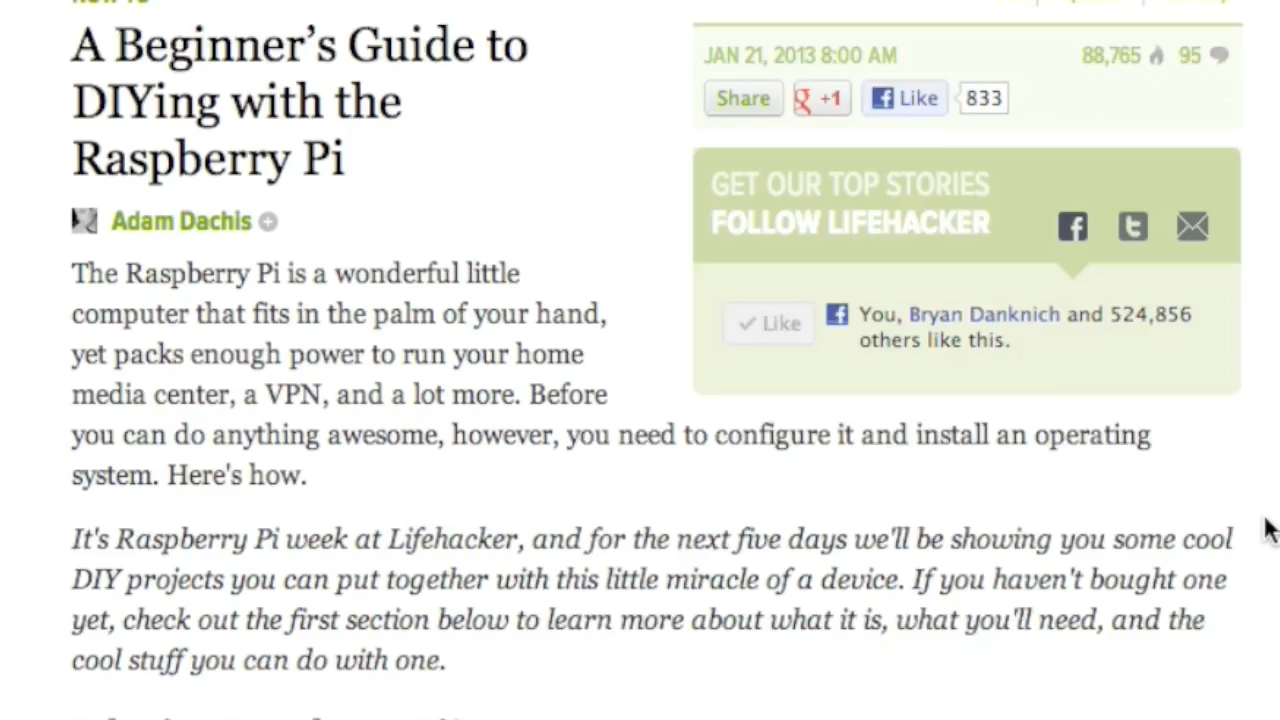 A Beginner's Guide to
DIYing with the
Raspberry Pi
Adam Dachis
The Raspberry Pi is a wonderful little
computer that fits in the palm of your hand,
yet packs enough power to run your home
media center, a VPN, and a lot more. Before
you can do anything awesome, however, you need to configure it and install an operating
system. Here's how.
It's Raspberry Pi week at Lifehacker, and for the next five days we'll be showing you some cool
DIY projects you can put together with this little miracle of a device. If you haven't bought one
yet, check out the first section below to learn more about what it is, what you'll need, and the
cool stuff you can do with one.
JAN 21, 2013 8:00 AM 88,765 95
Share +1 Like 833
GET OUR TOP STORIES
FOLLOW LIFEHACKER
Like You, Bryan Danknich and 524,856
others like this.